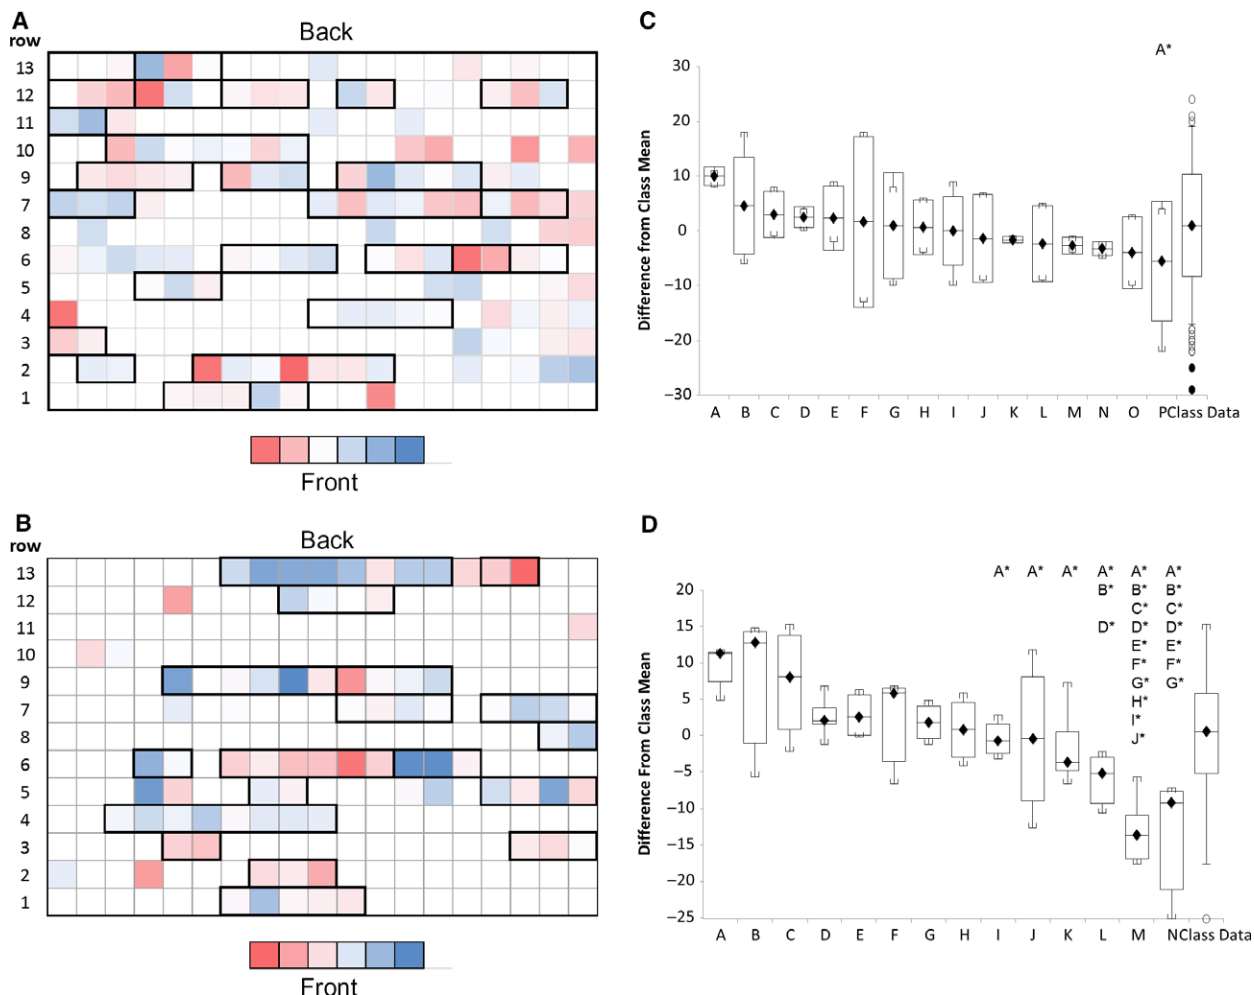 A
row
Back
13
12
11
10
9
7
8
6
5
4
3
2
1
Front
B
row
Back
13
12
11
10
9
7
8
6
5
4
3
2
1
Front
C
A*
Difference from Class Mean
30
20
10
0
−10
−20
−30
A B C D E F G H I J K L M N O P Class Data
D
A* A* A* A* A* A*
B* B* B*
C* C*
D* D* D*
E* E*
F* F*
G* G*
H*
I*
J*
Difference From Class Mean
20
15
10
5
0
−5
−10
−15
−20
−25
A B C D E F G H I J K L M N Class Data